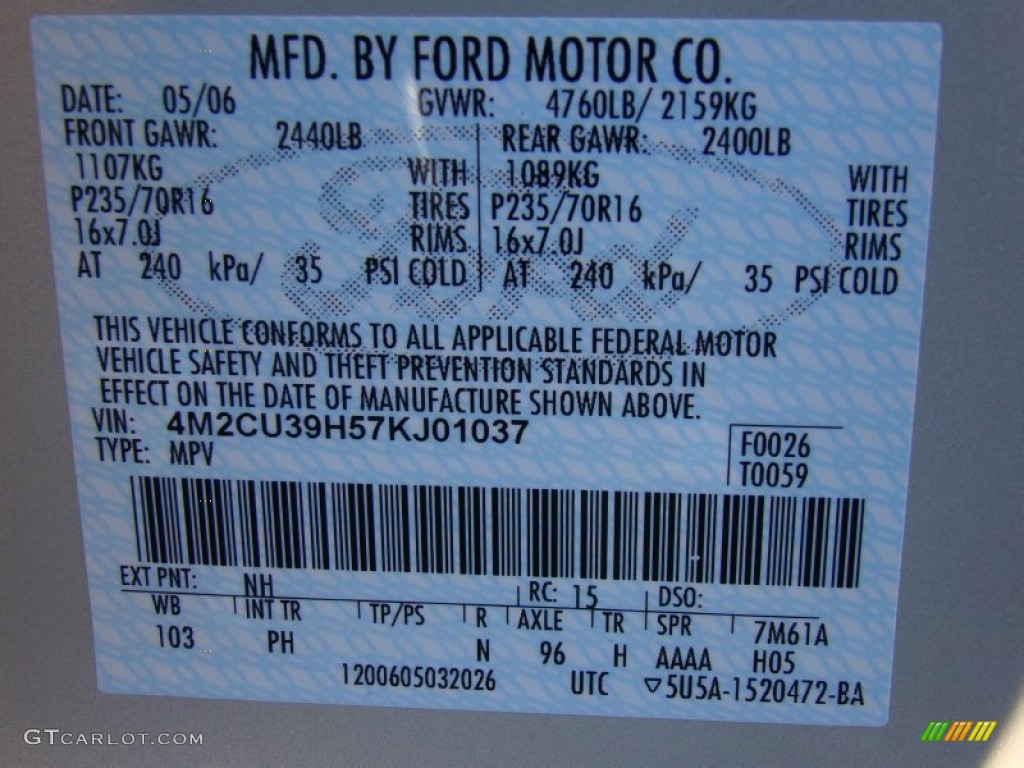 MFD. BY FORD MOTOR CO.
DATE: 05/06 GVWR: 4760LB/ 2159KG
FRONT GAWR: 2440LB REAR GAWR: 2400LB
1107KG WITH 1089KG WITH
P235/70R16 TIRES P235/70R16 TIRES
16x7.0J RIMS 16x7.0J RIMS
AT 240 kPa/ 35 PSI COLD AT 240 kPa/ 35 PSI COLD
THIS VEHICLE CONFORMS TO ALL APPLICABLE FEDERAL MOTOR
VEHICLE SAFETY AND THEFT PREVENTION STANDARDS IN
EFFECT ON THE DATE OF MANUFACTURE SHOWN ABOVE.
VIN: 4M2CU39H57KJ01037
TYPE: MPV
F0026
T0059
EXT PNT: NH RC: 15 DSO:
WB INT TR TP/PS R AXLE TR SPR 7M61A
103 PH N 96 H AAAA H05
1200605032026 UTC ▽5U5A-1520472-BA
Ford
GTCARLOT.COM